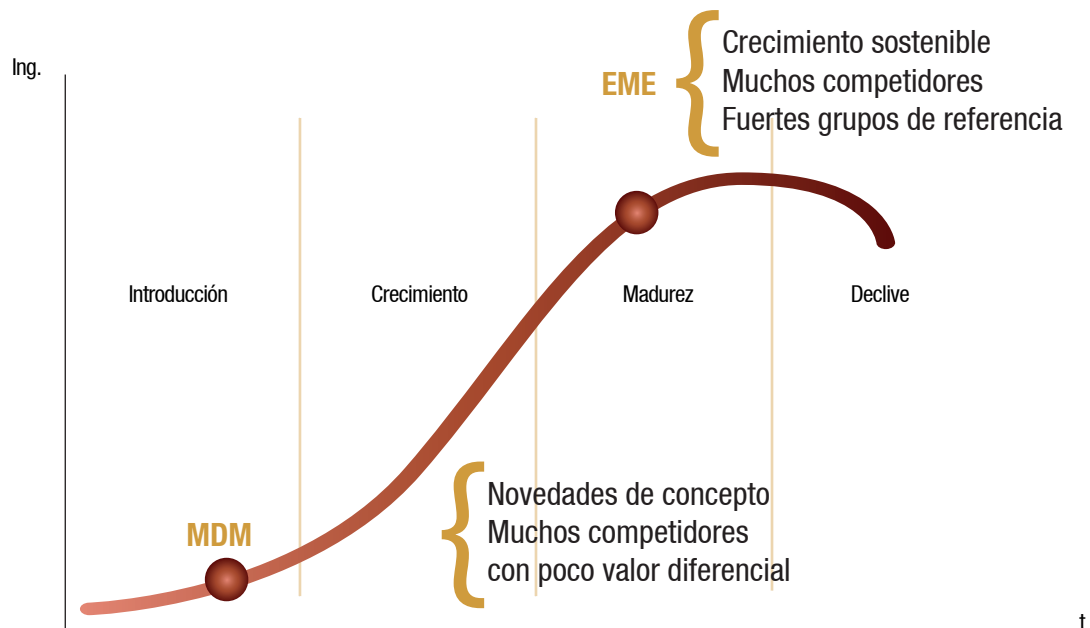 Ing.
EME
Crecimiento sostenible
Muchos competidores
Fuertes grupos de referencia
Introducción
Crecimiento
Madurez
Declive
MDM
Novedades de concepto
Muchos competidores
con poco valor diferencial
t